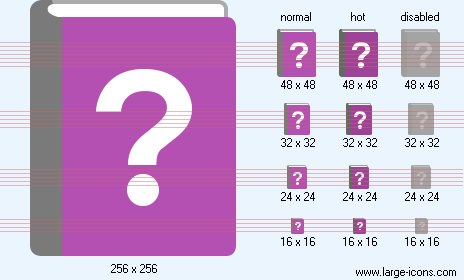 normal hot disabled
?
? ? ?
48 x 48 48 x 48 48 x 48
? ? ?
32 x 32 32 x 32 32 x 32
? ? ?
24 x 24 24 x 24 24 x 24
? ? ?
16 x 16 16 x 16 16 x 16
256 x 256
www.large-icons.com